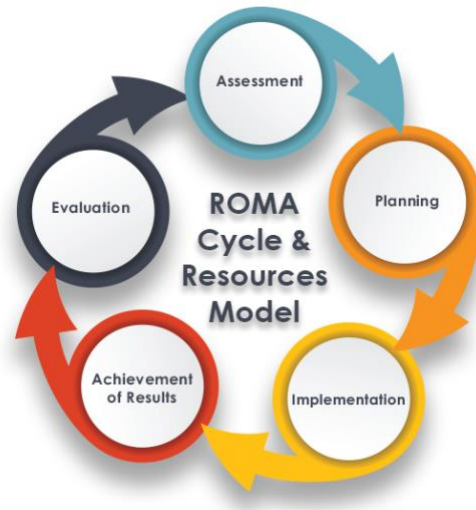 Assessment
Evaluation
Planning
ROMA
Cycle &
Resources
Model
Achievement
of Results
Implementation